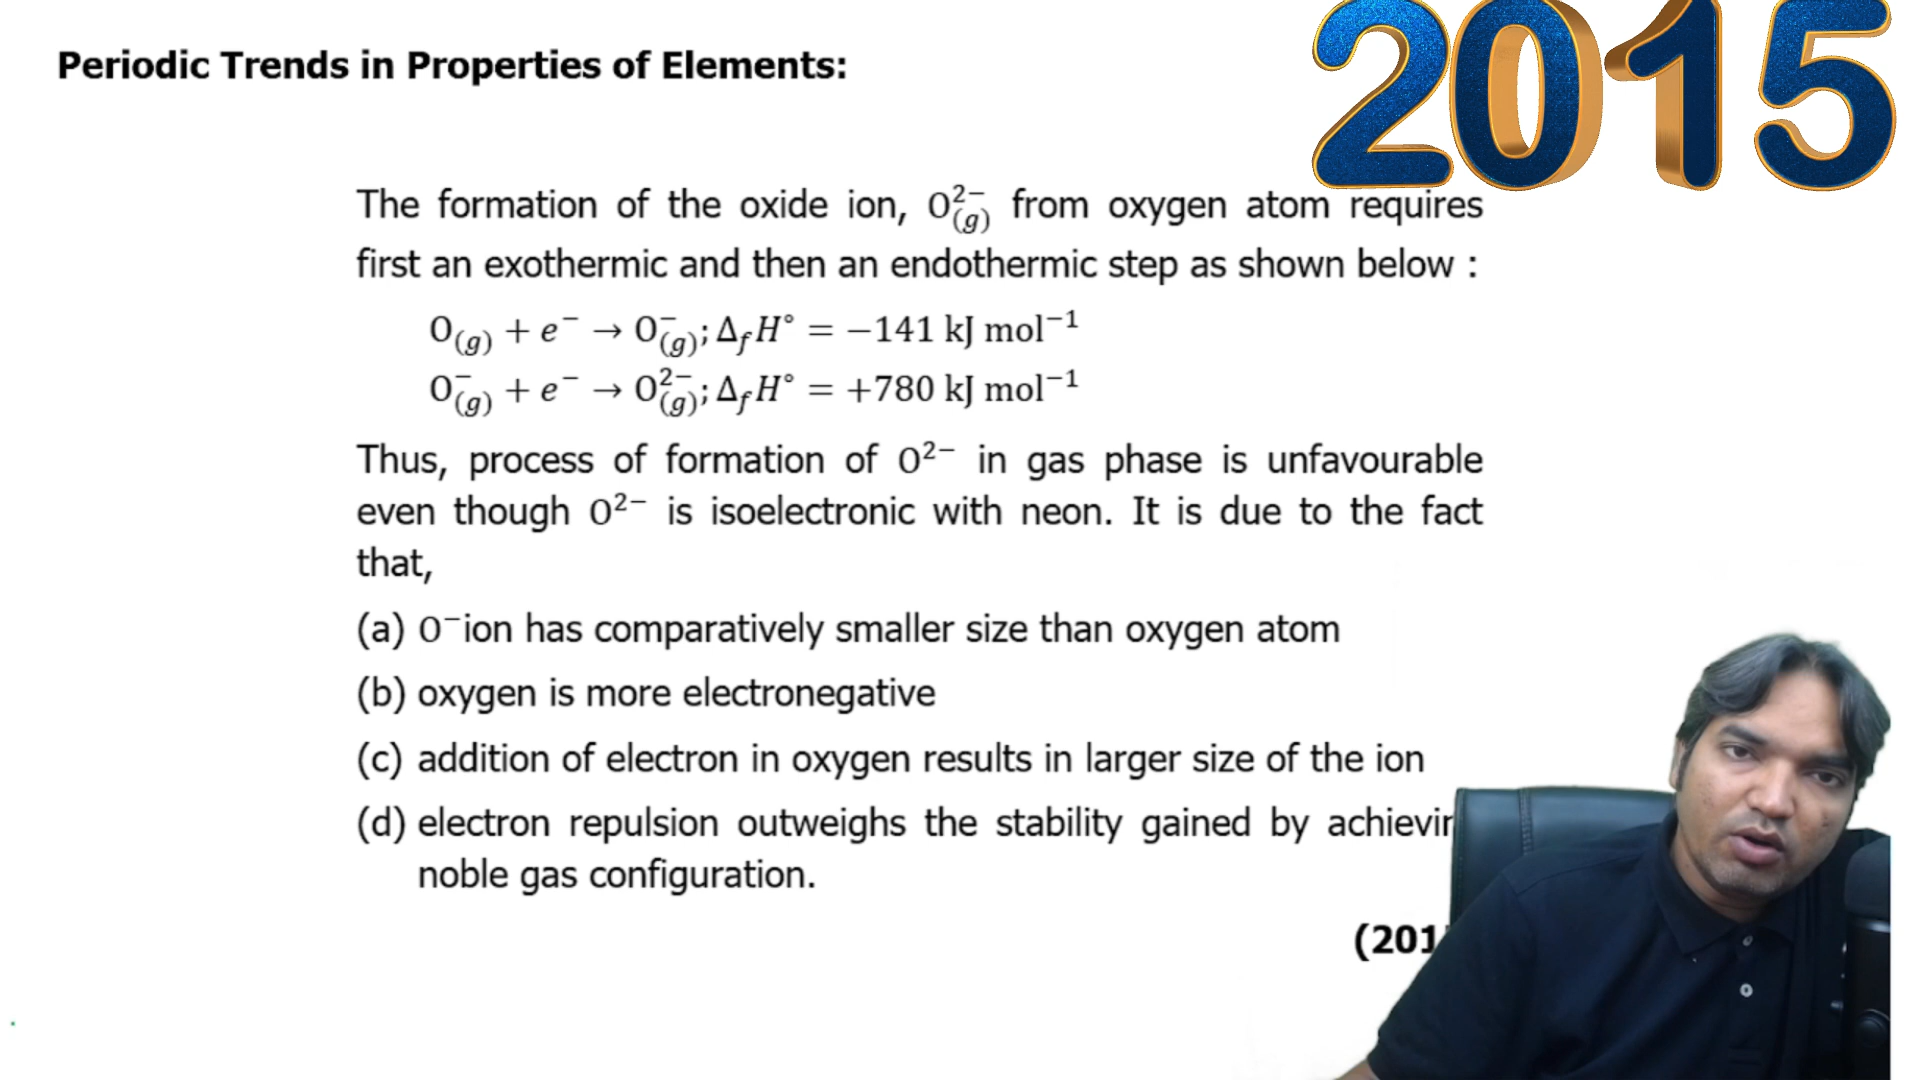 2015
Periodic Trends in Properties of Elements:
The formation of the oxide ion, O²⁻(g) from oxygen atom requires
first an exothermic and then an endothermic step as shown below :
O(g) + e⁻ → O⁻(g); ΔfH° = −141 kJ mol⁻¹
O⁻(g) + e⁻ → O²⁻(g); ΔfH° = +780 kJ mol⁻¹
Thus, process of formation of O²⁻ in gas phase is unfavourable
even though O²⁻ is isoelectronic with neon. It is due to the fact
that,
(a) O⁻ion has comparatively smaller size than oxygen atom
(b) oxygen is more electronegative
(c) addition of electron in oxygen results in larger size of the ion
(d) electron repulsion outweighs the stability gained by
noble gas configuration.